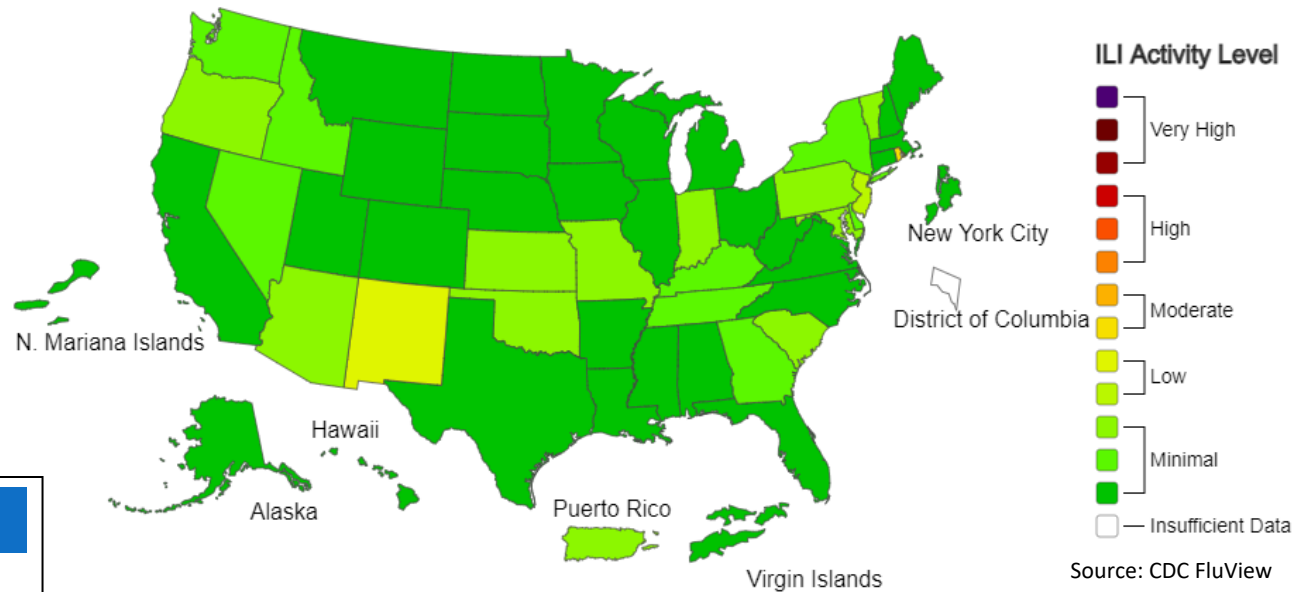 ILI Activity Level
Very High
High
Moderate
Low
Minimal
Insufficient Data
New York City
District of Columbia
N. Mariana Islands
Hawaii
Alaska
Puerto Rico
Virgin Islands
Source: CDC FluView